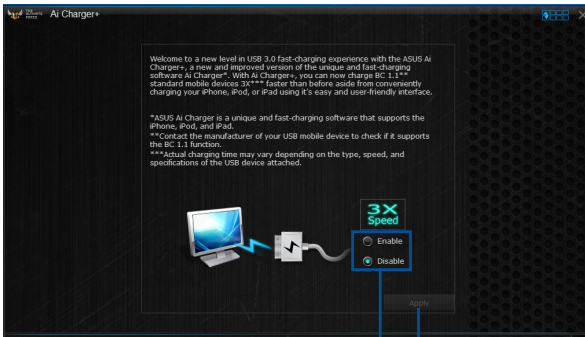 THE ULTIMATE FORCE Ai Charger+
Welcome to a new level in USB 3.0 fast-charging experience with the ASUS Ai
Charger+, a new and improved version of the unique and fast-charging
software Ai Charger*. With Ai Charger+, you can now charge BC 1.1**
standard mobile devices 3X*** faster than before aside from conveniently
charging your iPhone, iPod, or iPad using it's easy and user-friendly interface.
*ASUS Ai Charger is a unique and fast-charging software that supports the
iPhone, iPod, and iPad.
**Contact the manufacturer of your USB mobile device to check if it supports
the BC 1.1 function.
***Actual charging time may vary depending on the type, speed, and
specifications of the USB device attached.
3X
Speed
Enable
Disable
Apply